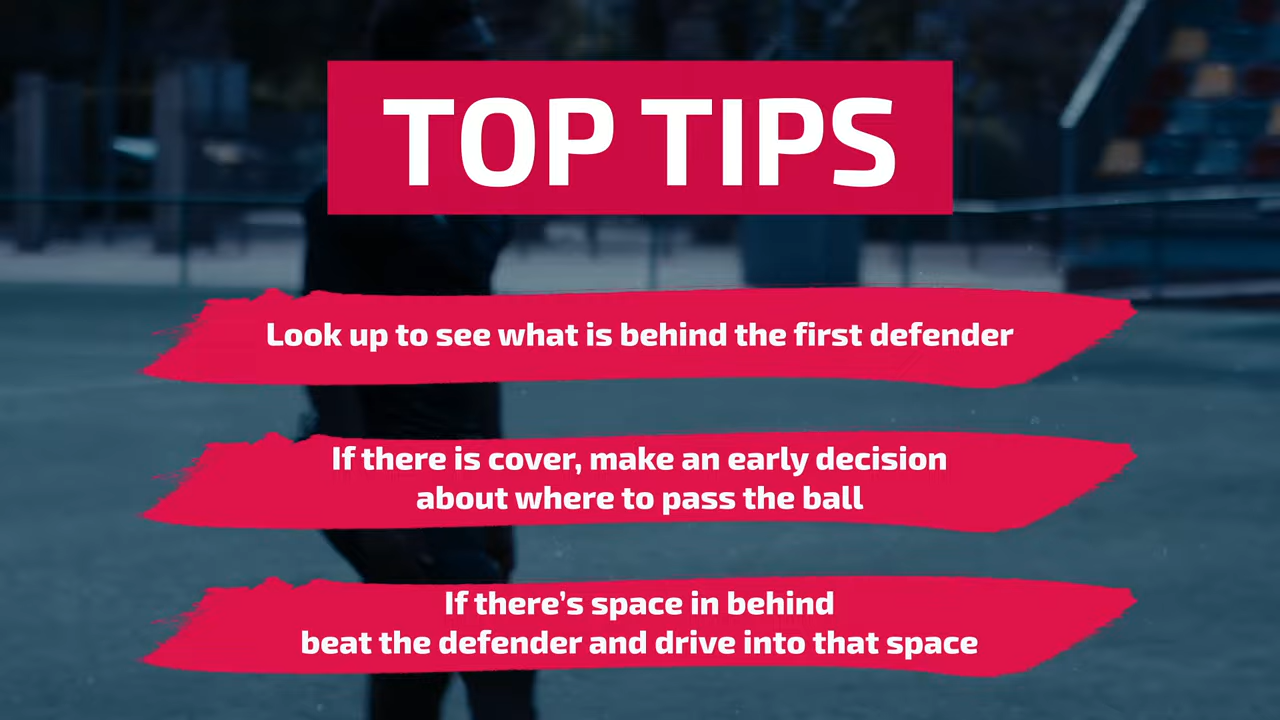 TOP TIPS
Look up to see what is behind the first defender
If there is cover, make an early decision
about where to pass the ball
If there’s space in behind
beat the defender and drive into that space